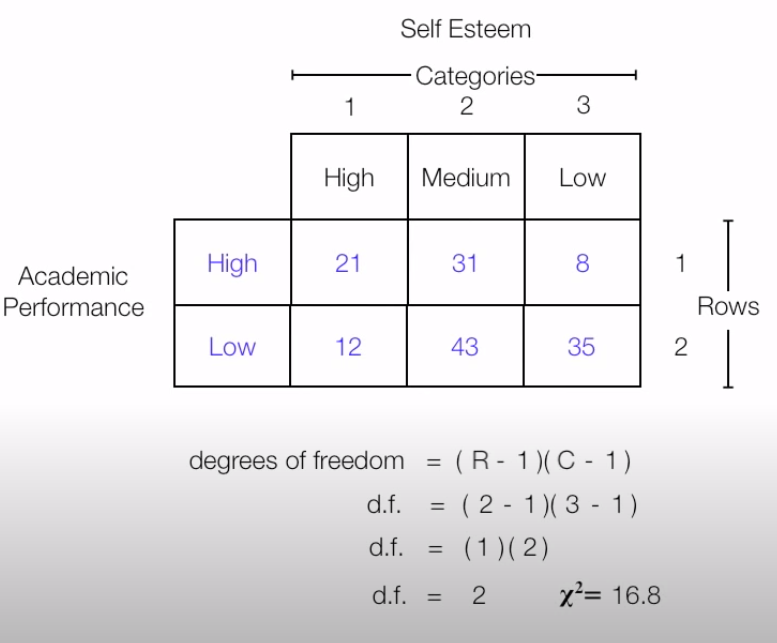 Self Esteem
Categories
1 2 3
High Medium Low
Academic
Performance
High 21 31 8 1
Rows
Low 12 43 35 2
degrees of freedom = ( R - 1 )( C - 1 )
d.f. = ( 2 - 1 )( 3 - 1 )
d.f. = ( 1 )( 2 )
d.f. = 2 χ²= 16.8